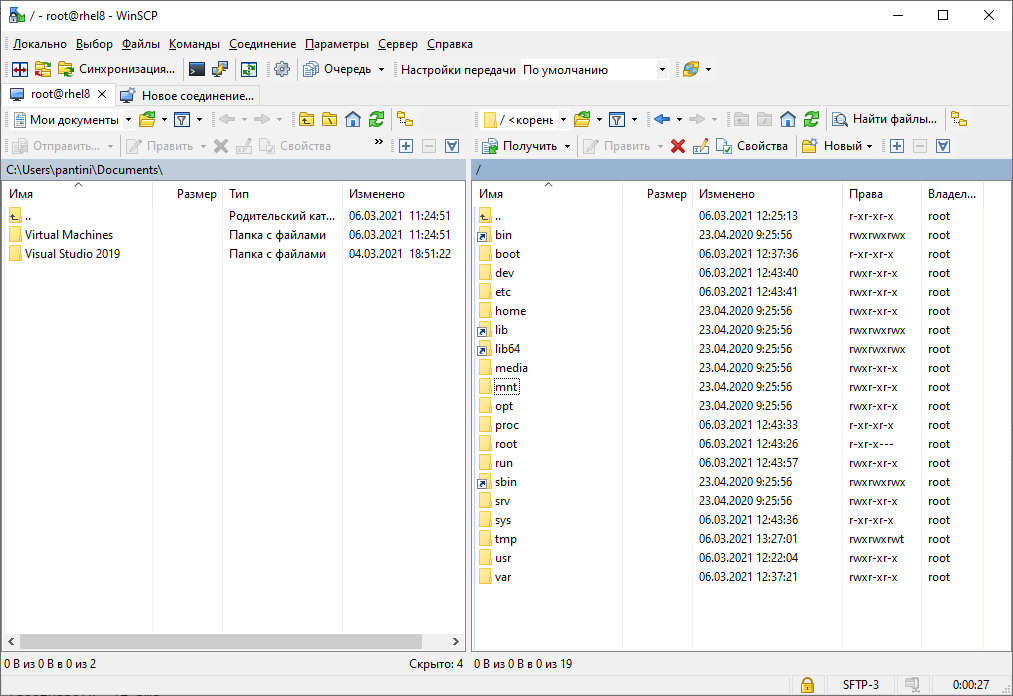 / - root@rhel8 - WinSCP
Локально Выбор Файлы Команды Соединение Параметры Сервер Справка
Синхронизация... Очередь Настройки передачи По умолчанию
root@rhel8 Новое соединение...
Мои документы / <корень Найти файлы...
Отправить... Править Свойства » Получить Править Свойства Новый
C:\Users\pantini\Documents\ /
Имя Размер Тип Изменено Имя Размер Изменено Права Владел...
.. Родительский кат... 06.03.2021 11:24:51 .. 06.03.2021 12:25:13 r-xr-xr-x root
Virtual Machines Папка с файлами 06.03.2021 11:24:51 bin 23.04.2020 9:25:56 rwxrwxrwx root
Visual Studio 2019 Папка с файлами 04.03.2021 18:51:22 boot 06.03.2021 12:37:36 r-xr-xr-x root
dev 06.03.2021 12:43:40 rwxr-xr-x root
etc 06.03.2021 12:43:41 rwxr-xr-x root
home 23.04.2020 9:25:56 rwxr-xr-x root
lib 23.04.2020 9:25:56 rwxrwxrwx root
lib64 23.04.2020 9:25:56 rwxrwxrwx root
media 23.04.2020 9:25:56 rwxr-xr-x root
mnt 23.04.2020 9:25:56 rwxr-xr-x root
opt 23.04.2020 9:25:56 rwxr-xr-x root
proc 06.03.2021 12:43:33 r-xr-xr-x root
root 06.03.2021 12:43:26 r-xr-x--- root
run 06.03.2021 12:43:57 rwxr-xr-x root
sbin 23.04.2020 9:25:56 rwxrwxrwx root
srv 23.04.2020 9:25:56 rwxr-xr-x root
sys 06.03.2021 12:43:36 r-xr-xr-x root
tmp 06.03.2021 13:27:01 rwxrwxrwt root
usr 06.03.2021 12:22:04 rwxr-xr-x root
var 06.03.2021 12:37:21 rwxr-xr-x root
0 B из 0 B в 0 из 2 Скрыто: 4 0 B из 0 B в 0 из 19
SFTP-3 0:00:27